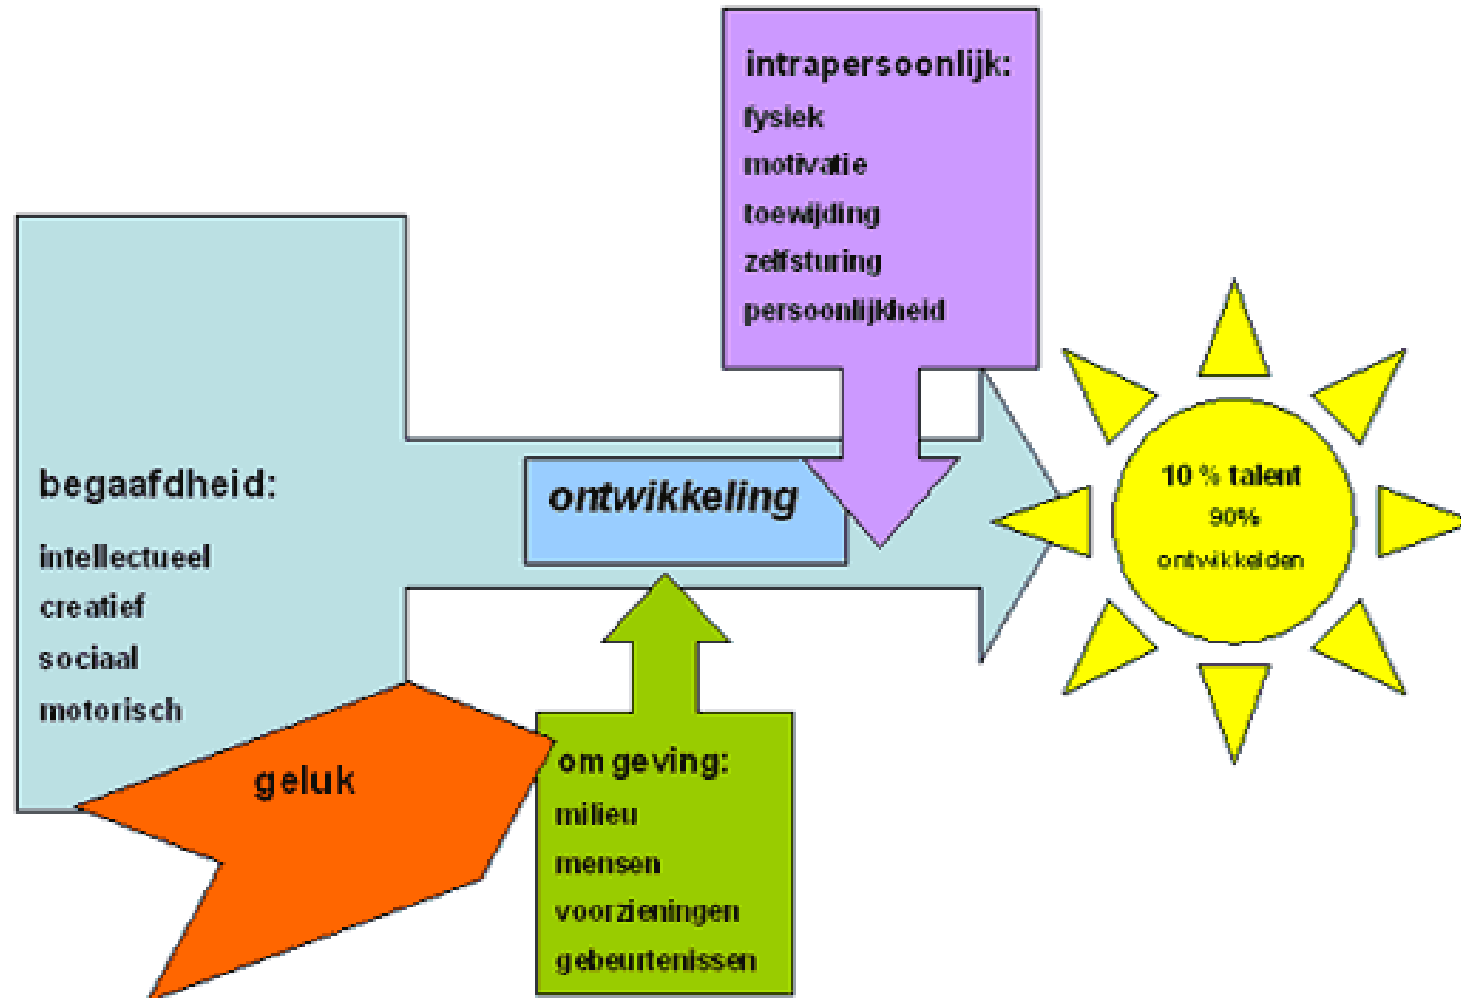 intrapersoonlijk:
fysiek
motivatie
toewijding
zelfsturing
persoonlijkheid
begaafdheid:
intellectueel
creatief
sociaal
motorisch
ontwikkeling
10 % talent
90%
ontwikkelden
geluk
omgeving:
milieu
mensen
voorzieningen
gebeurtenissen